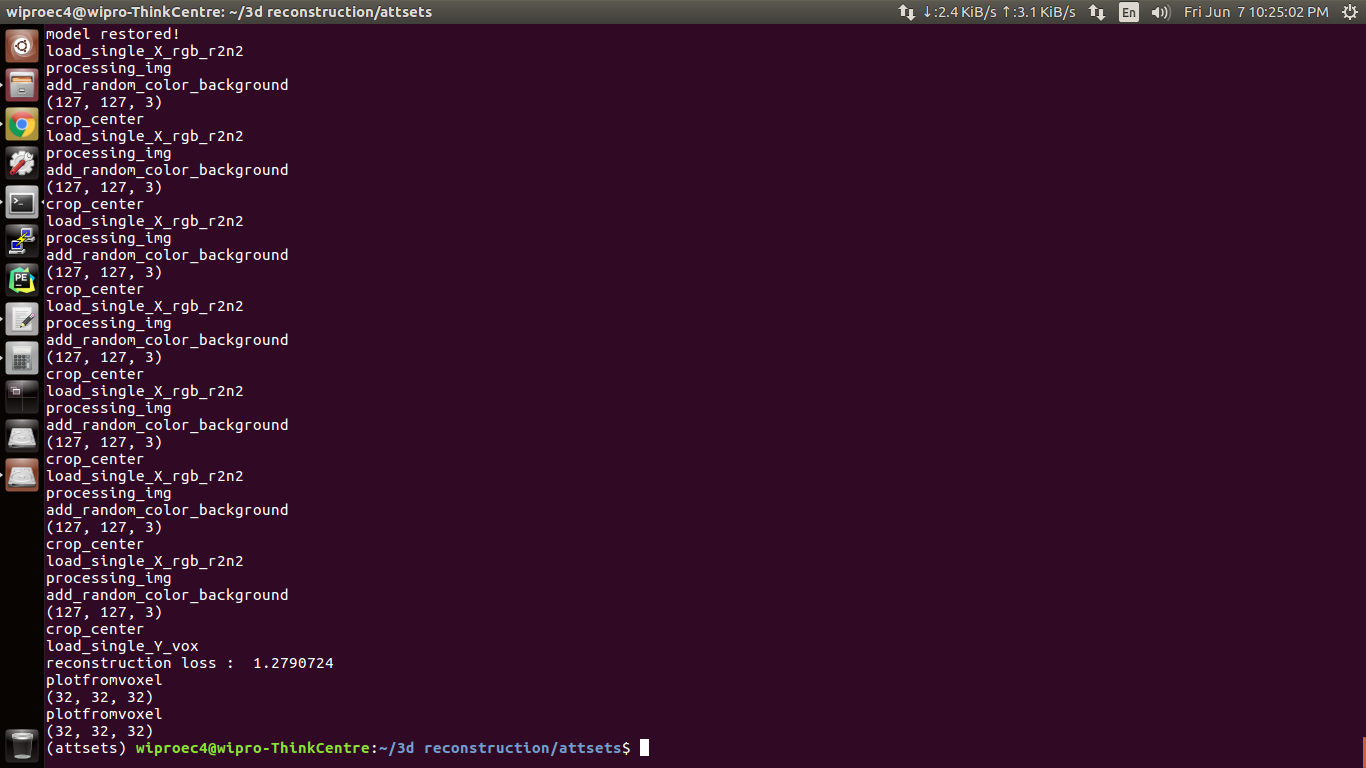 wiproec4@wipro-ThinkCentre: ~/3d reconstruction/attsets
↓:2.4 KiB/s ↑:3.1 KiB/s En Fri Jun 7 10:25:02 PM
model restored!
load_single_X_rgb_r2n2
processing_img
add_random_color_background
(127, 127, 3)
crop_center
load_single_X_rgb_r2n2
processing_img
add_random_color_background
(127, 127, 3)
crop_center
load_single_X_rgb_r2n2
processing_img
add_random_color_background
(127, 127, 3)
crop_center
load_single_X_rgb_r2n2
processing_img
add_random_color_background
(127, 127, 3)
crop_center
load_single_X_rgb_r2n2
processing_img
add_random_color_background
(127, 127, 3)
crop_center
load_single_X_rgb_r2n2
processing_img
add_random_color_background
(127, 127, 3)
crop_center
load_single_X_rgb_r2n2
processing_img
add_random_color_background
(127, 127, 3)
crop_center
load_single_Y_vox
reconstruction loss :  1.2790724
plotfromvoxel
(32, 32, 32)
plotfromvoxel
(32, 32, 32)
(attsets) wiproec4@wipro-ThinkCentre:~/3d reconstruction/attsets$
PE